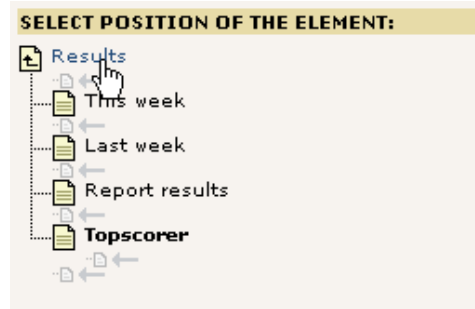 SELECT POSITION OF THE ELEMENT:
Results
This week
Last week
Report results
Topscorer